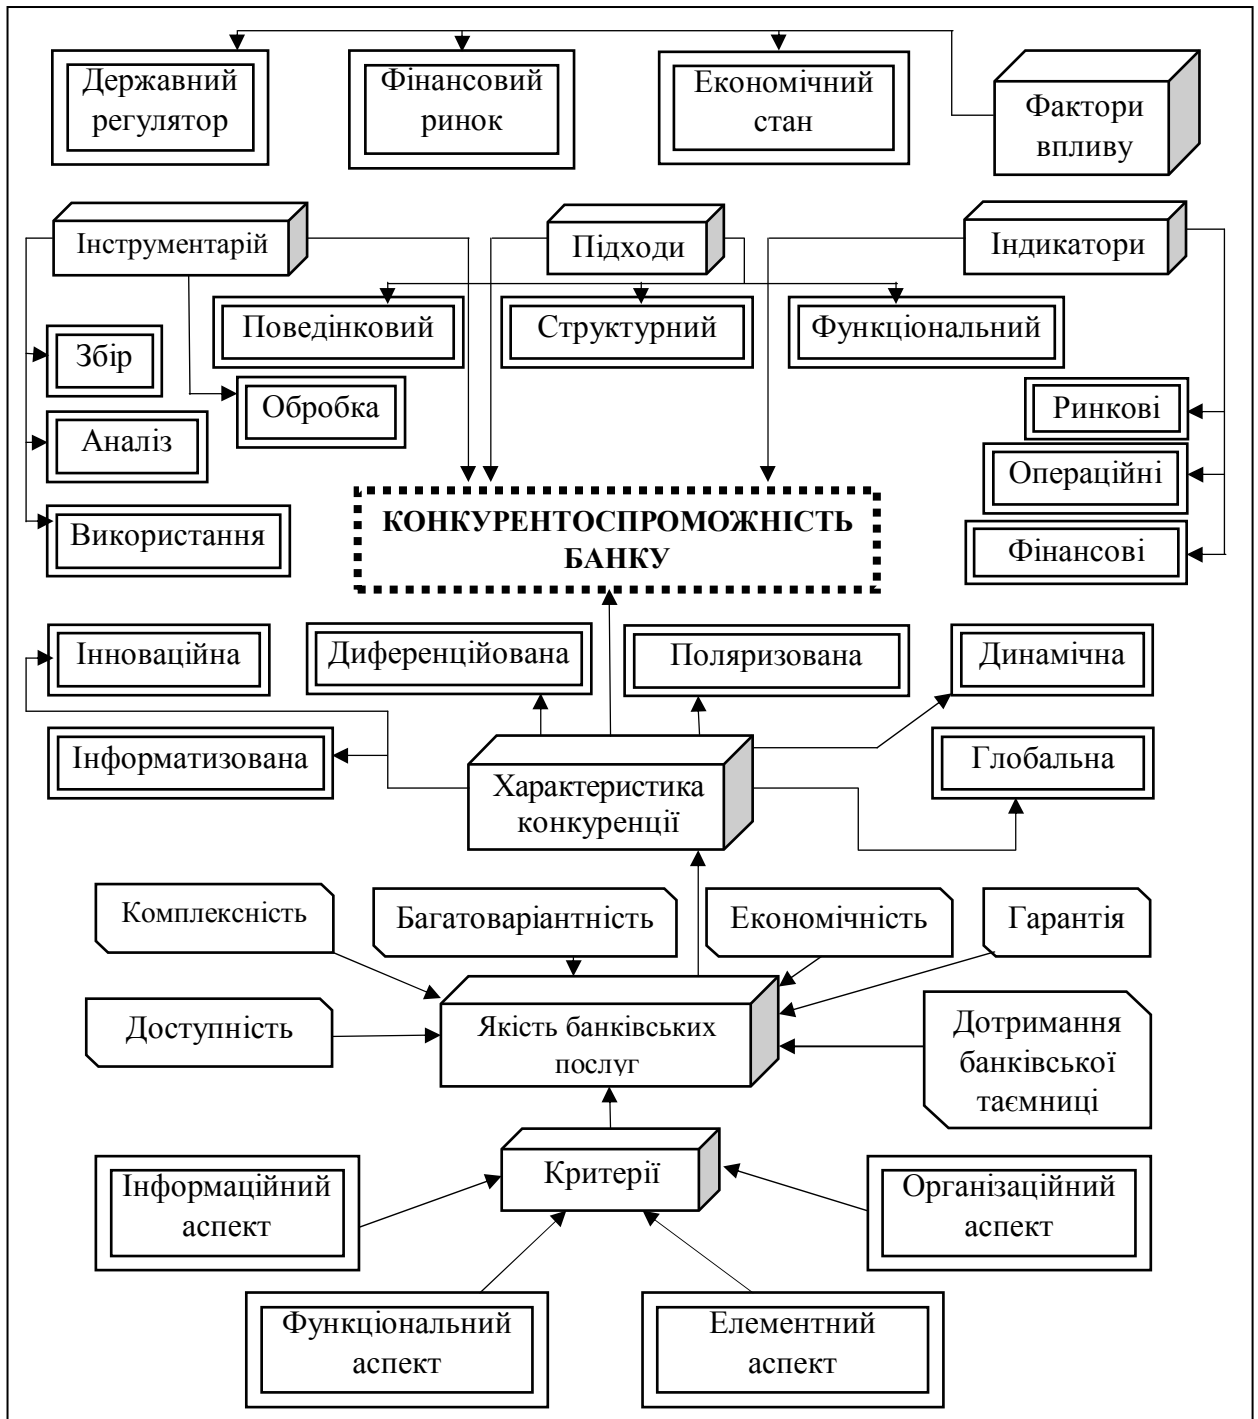 Державний
регулятор
Фінансовий
ринок
Економічний
стан
Фактори
впливу
Інструментарій
Підходи
Індикатори
Поведінковий
Структурний
Функціональний
Збір
Обробка
Ринкові
Аналіз
Операційні
Використання
Фінансові
КОНКУРЕНТОСПРОМОЖНІСТЬ
БАНКУ
Інноваційна
Диференційована
Поляризована
Динамічна
Інформатизована
Глобальна
Характеристика
конкуренції
Комплексність
Багатоваріантність
Економічність
Гарантія
Доступність
Якість банківських
послуг
Дотримання
банківської
таємниці
Критерії
Інформаційний
аспект
Організаційний
аспект
Функціональний
аспект
Елементний
аспект